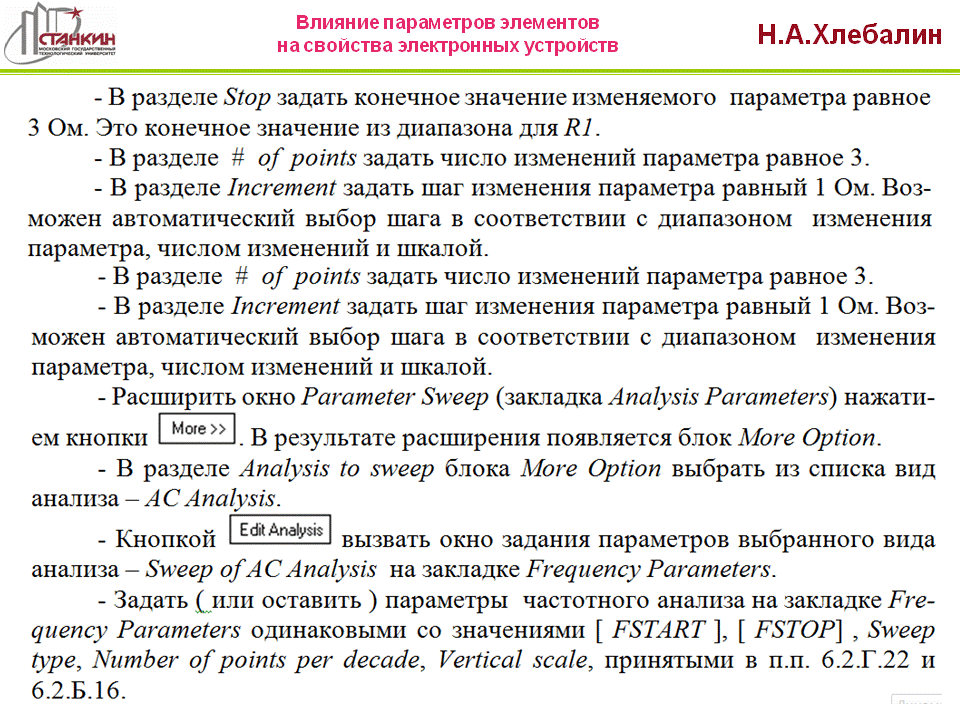 СТАНКИН
МОСКОВСКИЙ ГОСУДАРСТВЕННЫЙ
ТЕХНОЛОГИЧЕСКИЙ УНИВЕРСИТЕТ
Влияние параметров элементов
на свойства электронных устройств
Н.А.Хлебалин
- В разделе Stop задать конечное значение изменяемого параметра равное
3 Ом. Это конечное значение из диапазона для R1.
- В разделе # of points задать число изменений параметра равное 3.
- В разделе Increment задать шаг изменения параметра равный 1 Ом. Воз-
можен автоматический выбор шага в соответствии с диапазоном изменения
параметра, числом изменений и шкалой.
- В разделе # of points задать число изменений параметра равное 3.
- В разделе Increment задать шаг изменения параметра равный 1 Ом. Воз-
можен автоматический выбор шага в соответствии с диапазоном изменения
параметра, числом изменений и шкалой.
- Расширить окно Parameter Sweep (закладка Analysis Parameters) нажати-
ем кнопки More >> . В результате расширения появляется блок More Option.
- В разделе Analysis to sweep блока More Option выбрать из списка вид
анализа – AC Analysis.
- Кнопкой Edit Analysis вызвать окно задания параметров выбранного вида
анализа – Sweep of AC Analysis на закладке Frequency Parameters.
- Задать ( или оставить ) параметры частотного анализа на закладке Fre-
quency Parameters одинаковыми со значениями [ FSTART ], [ FSTOP] , Sweep
type, Number of points per decade, Vertical scale, принятыми в п.п. 6.2.Г.22 и
6.2.Б.16.